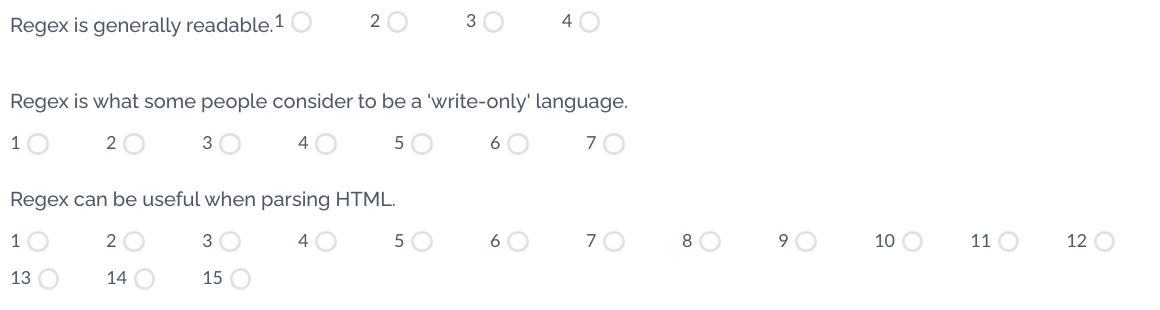 Regex is generally readable.1 2 3 4
Regex is what some people consider to be a 'write-only' language.
1 2 3 4 5 6 7
Regex can be useful when parsing HTML.
1 2 3 4 5 6 7 8 9 10 11 12
13 14 15